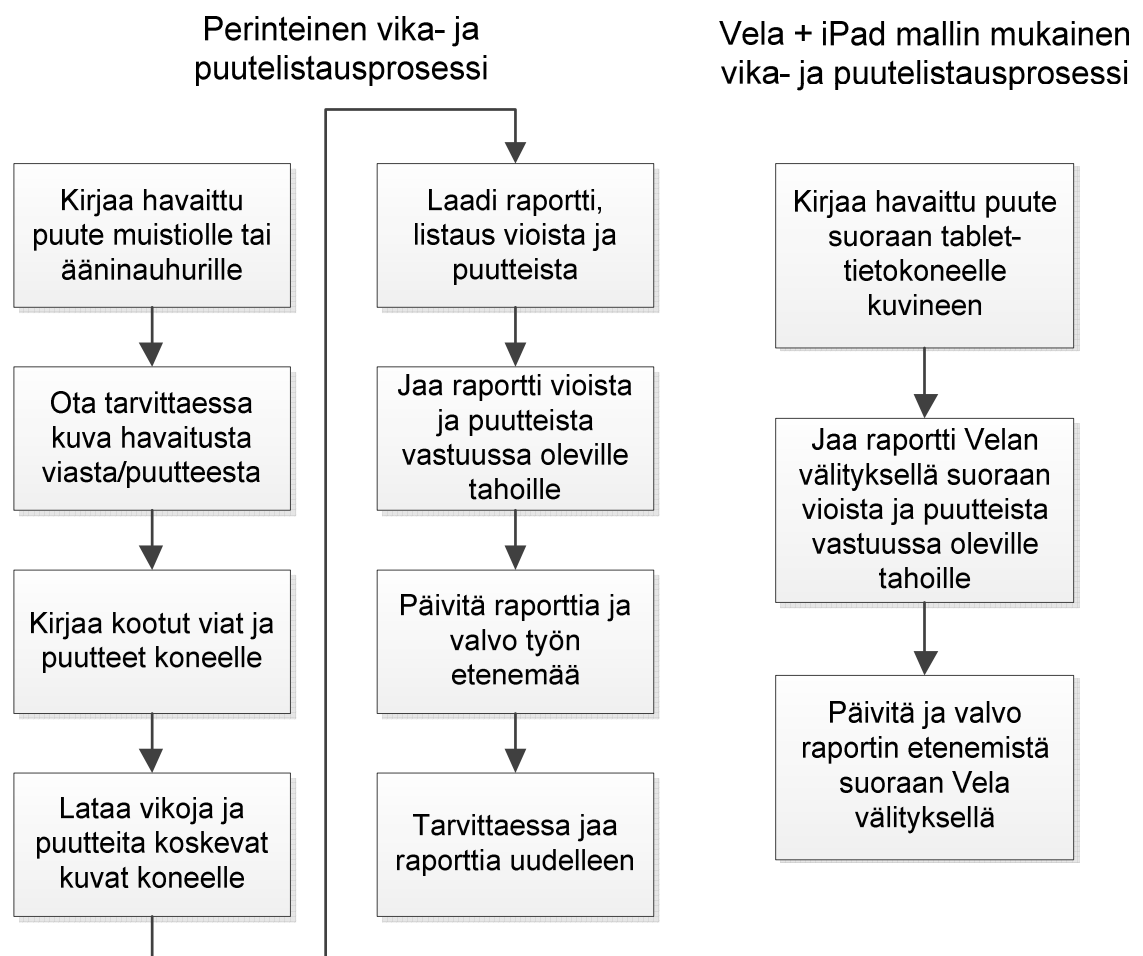 Perinteinen vika- ja
puutelistausprosessi
Kirjaa havaittu
puute muistiolle tai
ääninauhurille
Ota tarvittaessa
kuva havaitusta
viasta/puutteesta
Kirjaa kootut viat ja
puutteet koneelle
Lataa vikoja ja
puutteita koskevat
kuvat koneelle
Laadi raportti,
listaus vioista ja
puutteista
Jaa raportti vioista
ja puutteista
vastuussa oleville
tahoille
Päivitä raporttia ja
valvo työn
etenemää
Tarvittaessa jaa
raporttia uudelleen
Vela + iPad mallin mukainen
vika- ja puutelistausprosessi
Kirjaa havaittu puute
suoraan tablet-
tietokoneelle
kuvineen
Jaa raportti Velan
välityksellä suoraan
vioista ja puutteista
vastuussa oleville
tahoille
Päivitä ja valvo
raportin etenemistä
suoraan Vela
välityksellä